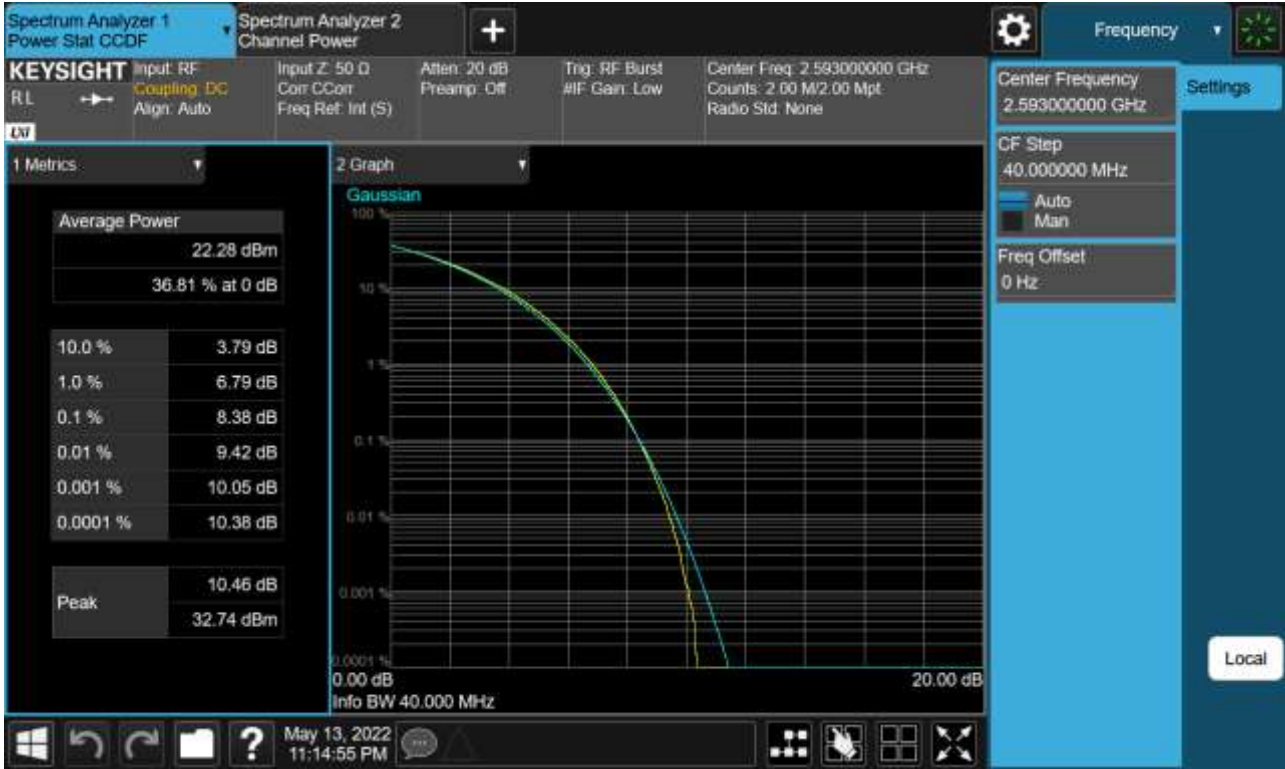 Spectrum Analyzer 1
Power Stat CCDF
Spectrum Analyzer 2
Channel Power
Frequency
KEYSIGHT
RL
LXI
Input: RF
Coupling: DC
Align: Auto
Input Z: 50 Ω
Corr CCorr
Freq Ref: Int (S)
Atten: 20 dB
Preamp: Off
Trig: RF Burst
#IF Gain: Low
Center Freq: 2.593000000 GHz
Counts: 2.00 M/2.00 Mpt
Radio Std: None
Center Frequency
2.593000000 GHz
Settings
CF Step
40.000000 MHz
Auto
Man
Freq Offset
0 Hz
1 Metrics
Average Power
22.28 dBm
36.81 % at 0 dB
10.0 % 3.79 dB
1.0 % 6.79 dB
0.1 % 8.38 dB
0.01 % 9.42 dB
0.001 % 10.05 dB
0.0001 % 10.38 dB
Peak
10.46 dB
32.74 dBm
2 Graph
Gaussian
100 %
10 %
1 %
0.1 %
0.01 %
0.001 %
0.0001 %
0.00 dB
20.00 dB
Info BW 40.000 MHz
Local
?
May 13, 2022
11:14:55 PM